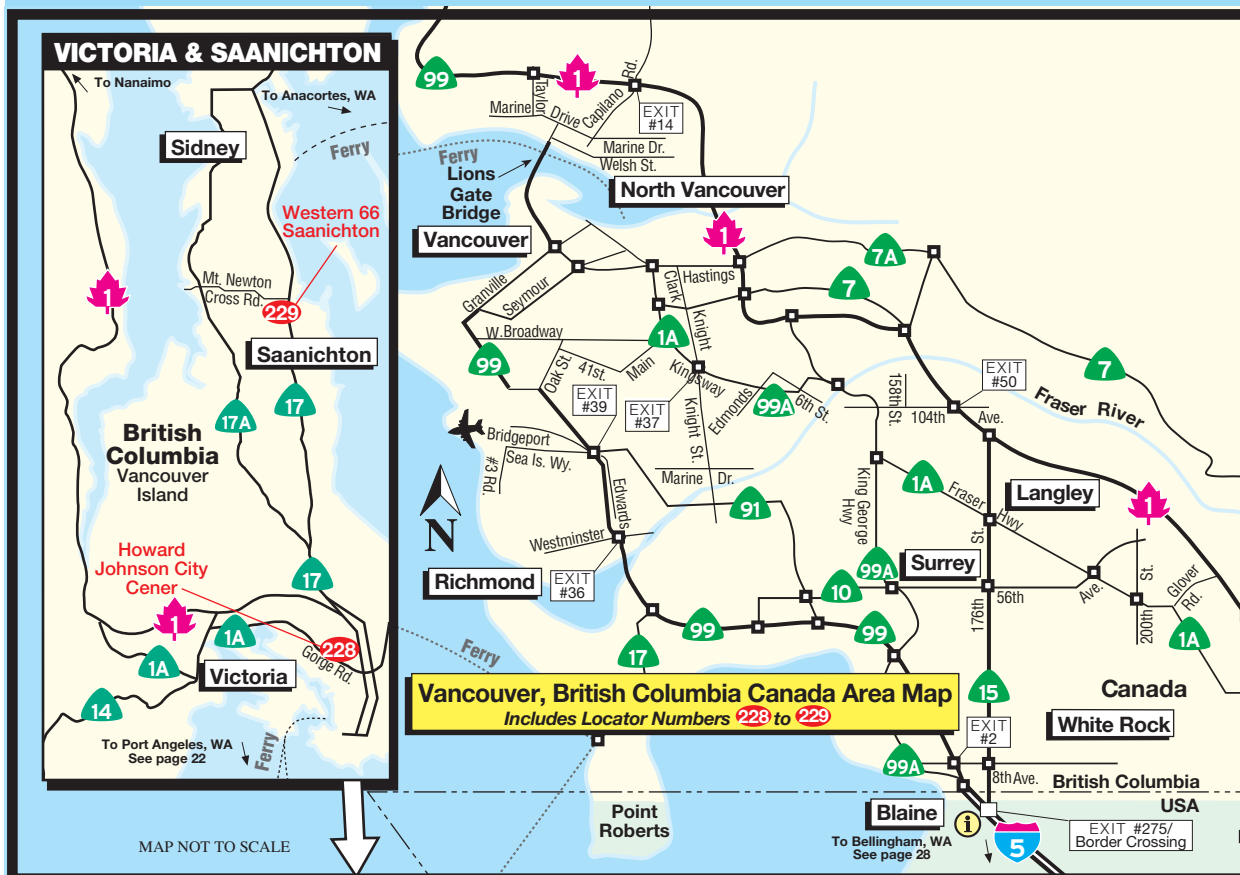 VICTORIA & SAANICHTON
To Nanaimo
To Anacortes, WA
Sidney
Ferry
Western 66
Saanichton
Mt. Newton
Cross Rd.
1
229
Saanichton
17A
17
British
Columbia
Vancouver
Island
Howard
Johnson City
Cener
17
1
1A
228
Gorge Rd.
1A
Victoria
14
To Port Angeles, WA
See page 22
Ferry
MAP NOT TO SCALE
99
1
Taylor
Marine
Drive
Capilano
Rd.
EXIT
#14
Marine Dr.
Welsh St.
Ferry
Lions
Gate
Bridge
North Vancouver
Vancouver
1
7A
7
Granville
Seymour
Clark
Hastings
Knight
W. Broadway
1A
99
Oak St.
41st.
Main
Kingsway
EXIT
#39
EXIT
#37
Edmonds
99A
6th St.
158th St.
EXIT
#50
104th
Ave.
7
Fraser River
Bridgeport
Sea Is. Wy.
#3 Rd.
Knight St.
Marine Dr.
N
Edwards
91
King George
Hwy
1A
Fraser
Hwy
Langley
1
Westminster
Richmond
EXIT
#36
99A
Surrey
10
St.
176th
56th
Ave.
St.
200th
Glover
Rd.
1A
99
99
17
Ferry
Vancouver, British Columbia Canada Area Map
Includes Locator Numbers 228 to 229
15
Canada
White Rock
EXIT
#2
99A
8th Ave.
British Columbia
USA
Point
Roberts
Blaine
i
To Bellingham, WA
See page 28
5
EXIT #275/
Border Crossing